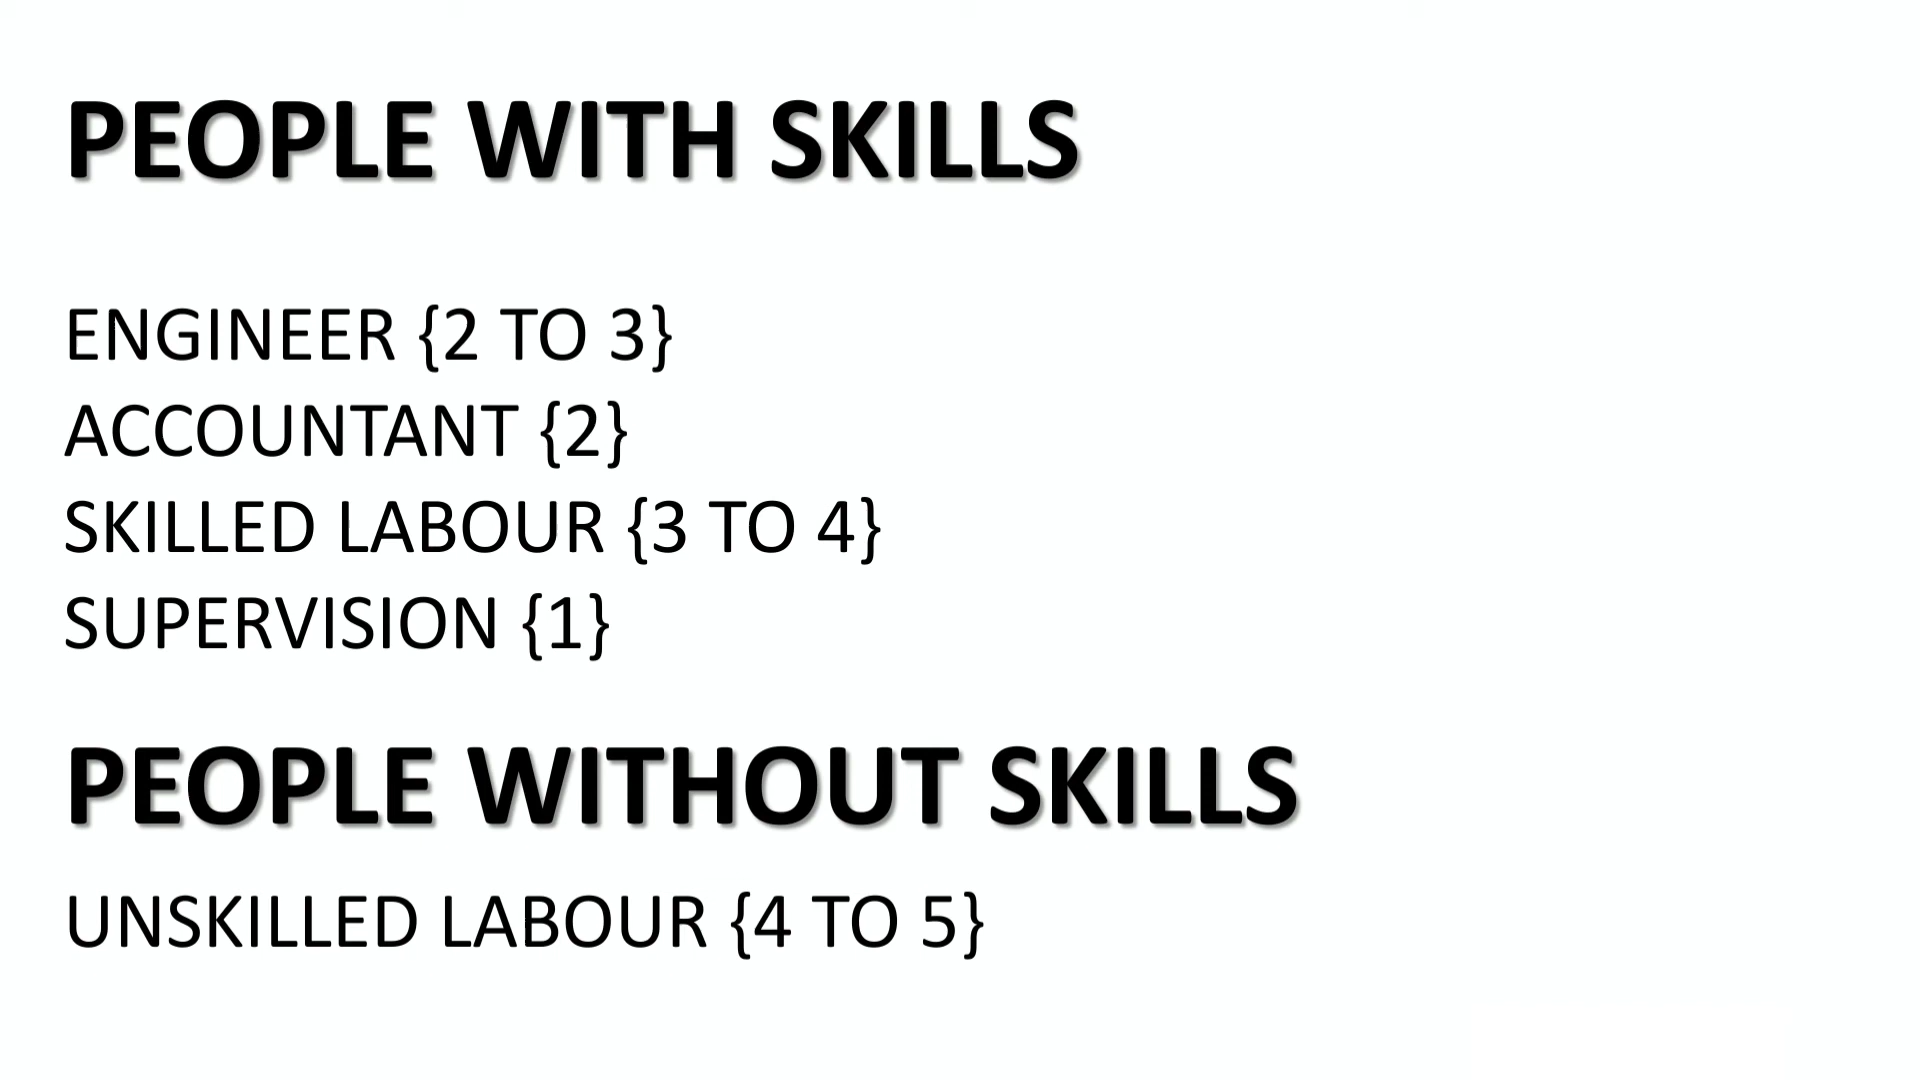 PEOPLE WITH SKILLS
ENGINEER {2 TO 3}
ACCOUNTANT {2}
SKILLED LABOUR {3 TO 4}
SUPERVISION {1}
PEOPLE WITHOUT SKILLS
UNSKILLED LABOUR {4 TO 5}